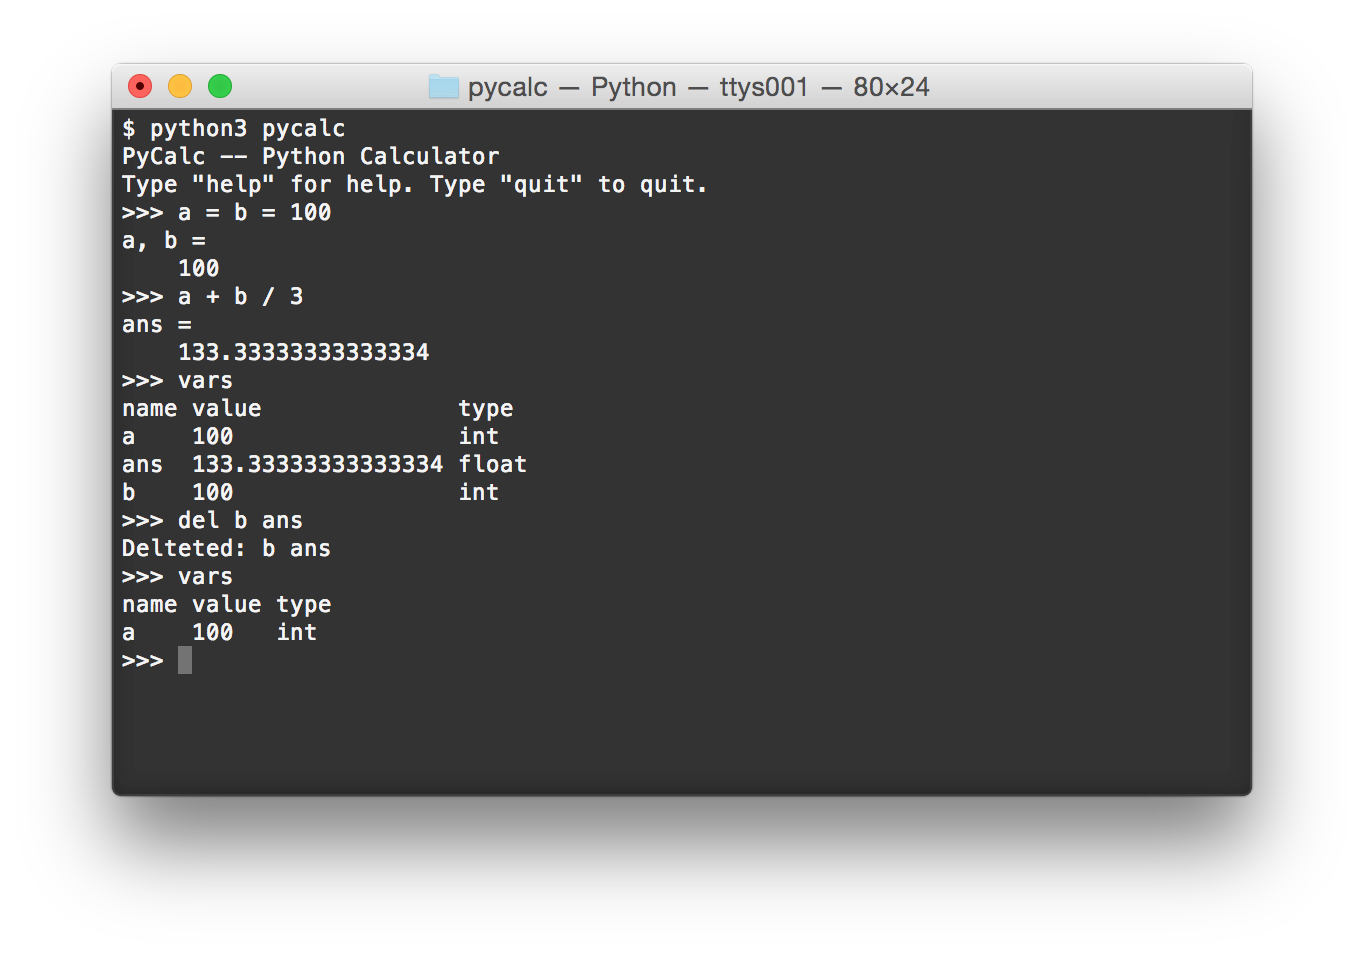 pycalc — Python — ttys001 — 80×24
$ python3 pycalc
PyCalc -- Python Calculator
Type "help" for help. Type "quit" to quit.
>>> a = b = 100
a, b =
    100
>>> a + b / 3
ans =
    133.33333333333334
>>> vars
name value              type
a    100                int
ans  133.33333333333334 float
b    100                int
>>> del b ans
Delteted: b ans
>>> vars
name value type
a    100   int
>>>